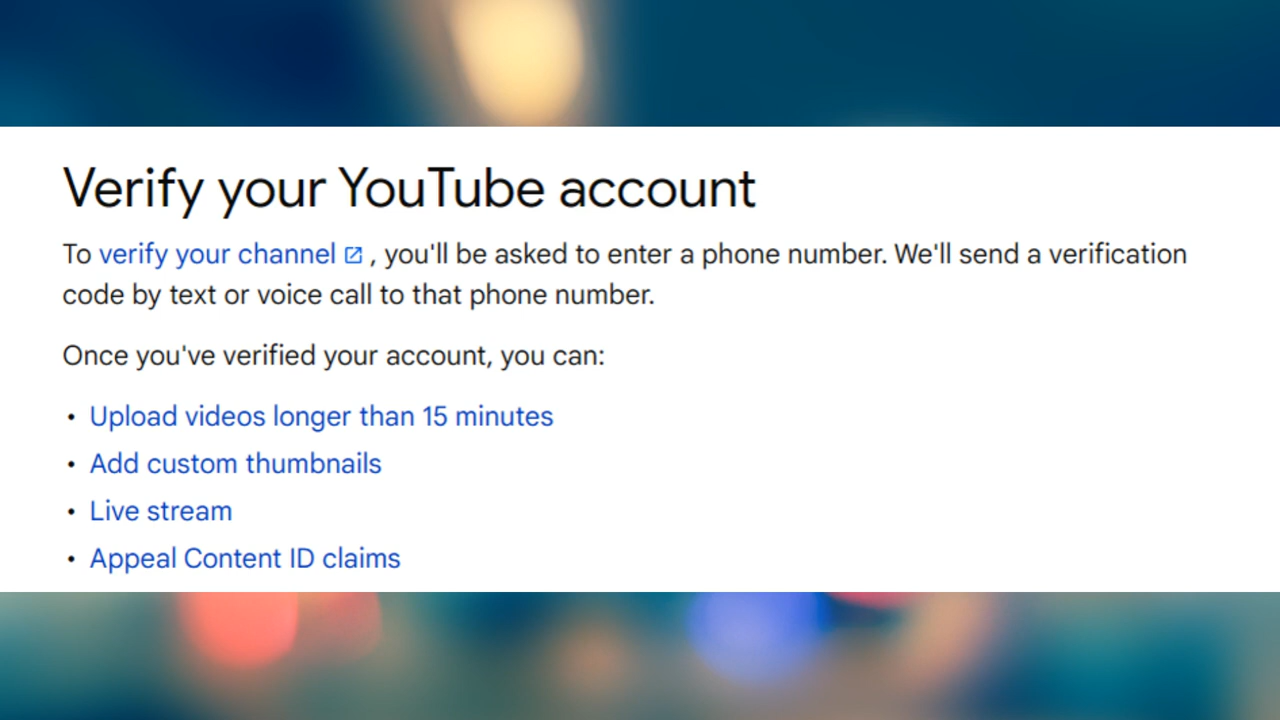 Verify your YouTube account
To verify your channel , you'll be asked to enter a phone number. We'll send a verification
code by text or voice call to that phone number.
Once you've verified your account, you can:
• Upload videos longer than 15 minutes
• Add custom thumbnails
• Live stream
• Appeal Content ID claims